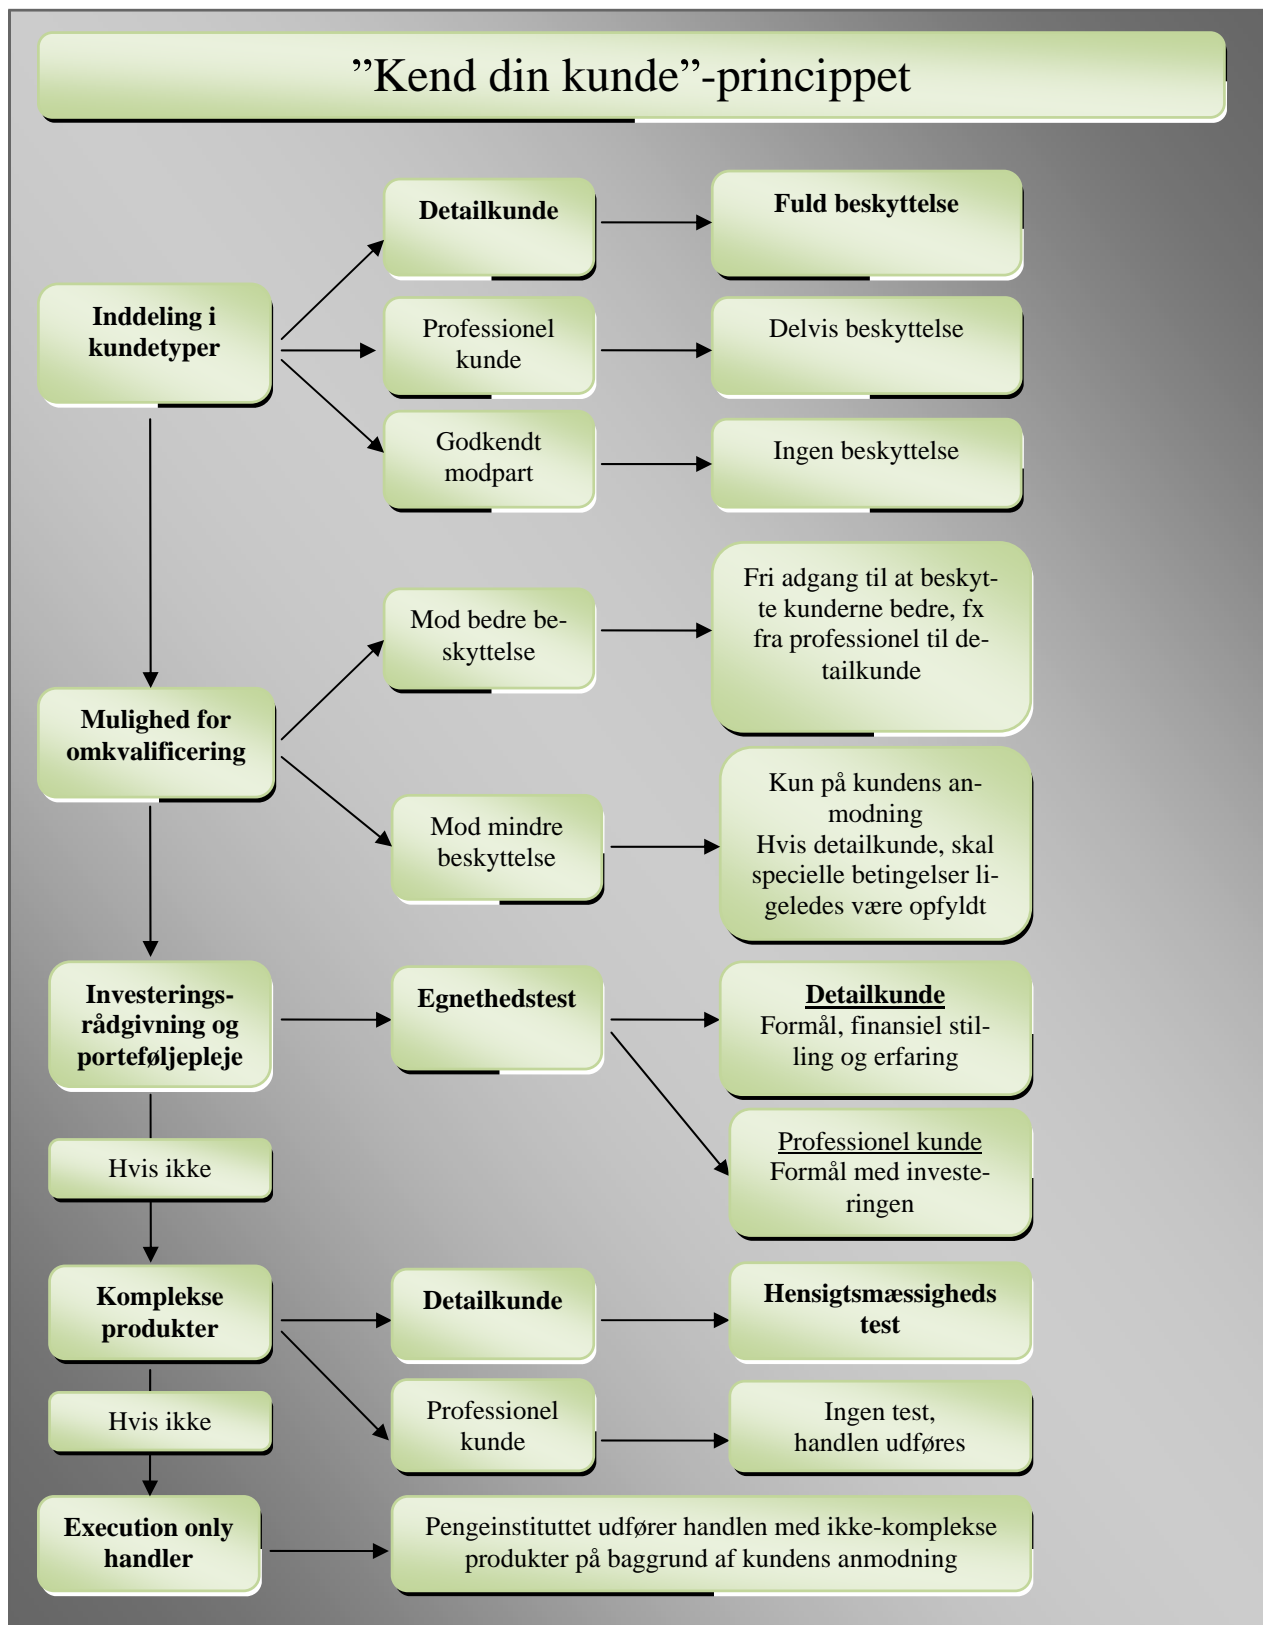 ”Kend din kunde”-princippet
Detailkunde
Fuld beskyttelse
Inddeling i
kundetyper
Professionel
kunde
Delvis beskyttelse
Godkendt
modpart
Ingen beskyttelse
Mulighed for
omkvalificering
Mod bedre be-
skyttelse
Fri adgang til at beskyt-
te kunderne bedre, fx
fra professionel til de-
tailkunde
Mod mindre
beskyttelse
Kun på kundens an-
modning
Hvis detailkunde, skal
specielle betingelser li-
geledes være opfyldt
Investerings-
rådgivning og
porteføljepleje
Egnethedstest
Detailkunde
Formål, finansiel stil-
ling og erfaring
Professionel kunde
Formål med investe-
ringen
Hvis ikke
Komplekse
produkter
Detailkunde
Hensigtsmæssigheds
test
Professionel
kunde
Ingen test,
handlen udføres
Hvis ikke
Execution only
handler
Pengeinstituttet udfører handlen med ikke-komplekse
produkter på baggrund af kundens anmodning